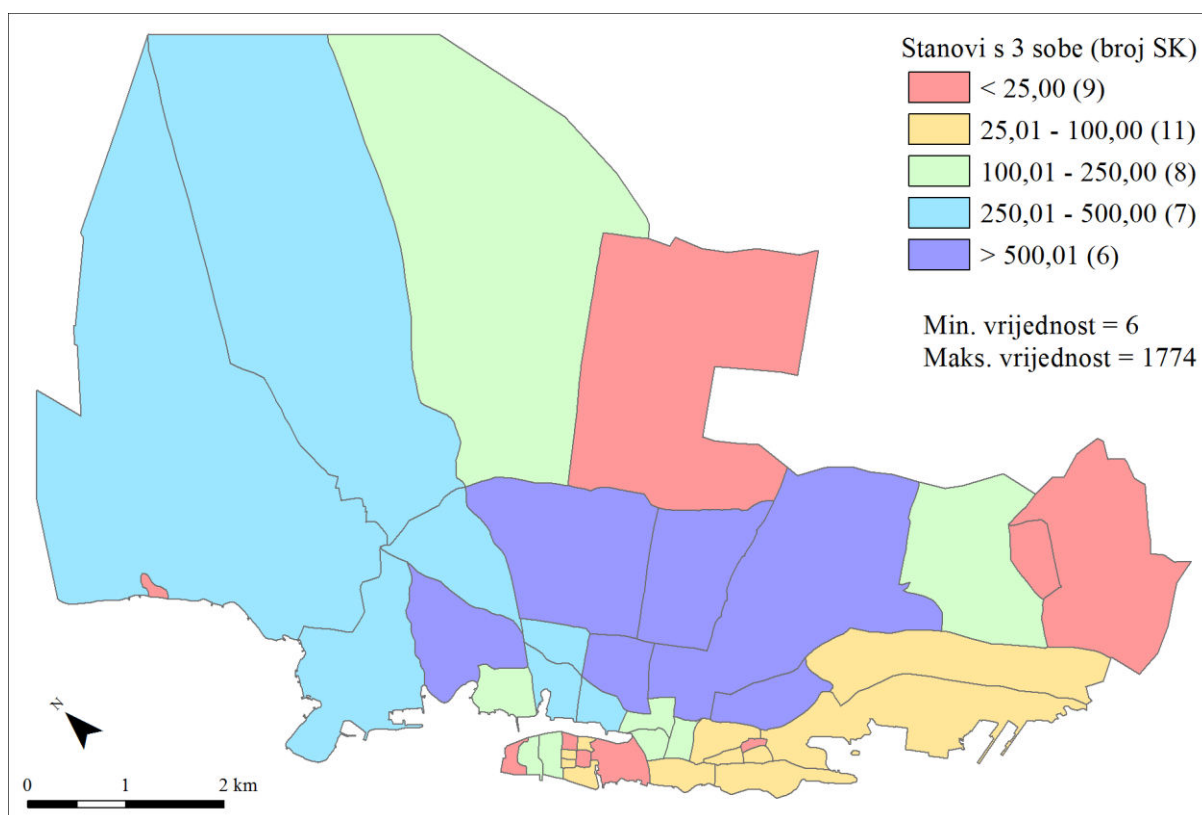 Stanovi s 3 sobe (broj SK)
< 25,00 (9)
25,01 - 100,00 (11)
100,01 - 250,00 (8)
250,01 - 500,00 (7)
> 500,01 (6)
Min. vrijednost = 6
Maks. vrijednost = 1774
N
0 1 2 km